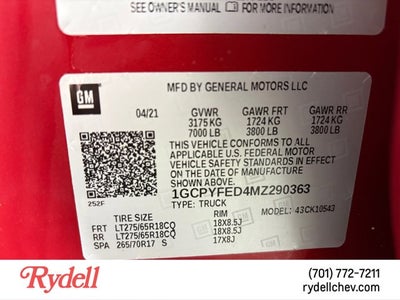 SEE OWNER'S MANUAL
FOR MORE INFORMATION
GM
MFD BY GENERAL MOTORS LLC
04/21 GVWR GAWR FRT GAWR RR
3175 KG 1724 KG 1724 KG
7000 LB 3800 LB 3800 LB
THIS VEHICLE CONFORMS TO ALL
APPLICABLE U.S. FEDERAL MOTOR
VEHICLE SAFETY STANDARDS IN
EFFECT ON THE DATE OF
MANUFACTURE SHOWN ABOVE.
1GCPYFED4MZ290363
252F
TYPE: TRUCK MODEL: 43CK10543
TIRE SIZE RIM
FRT LT275/65R18CQ 18X8.5J
RR LT275/65R18CQ 18X8.5J
SPA 265/70R17 S 17X8J
Rydell
(701) 772-7211
rydellchev.com